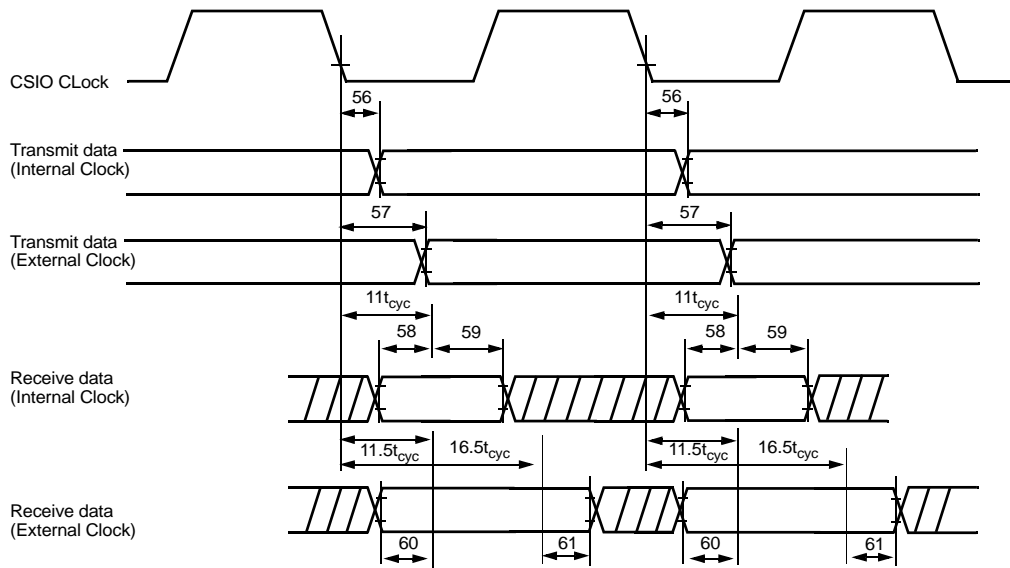 CSIO CLock
56 56
Transmit data
(Internal Clock)
57 57
Transmit data
(External Clock)
11tcyc 11tcyc
58 59 58 59
Receive data
(Internal Clock)
11.5tcyc 16.5tcyc 11.5tcyc 16.5tcyc
Receive data
(External Clock)
60 61 60 61